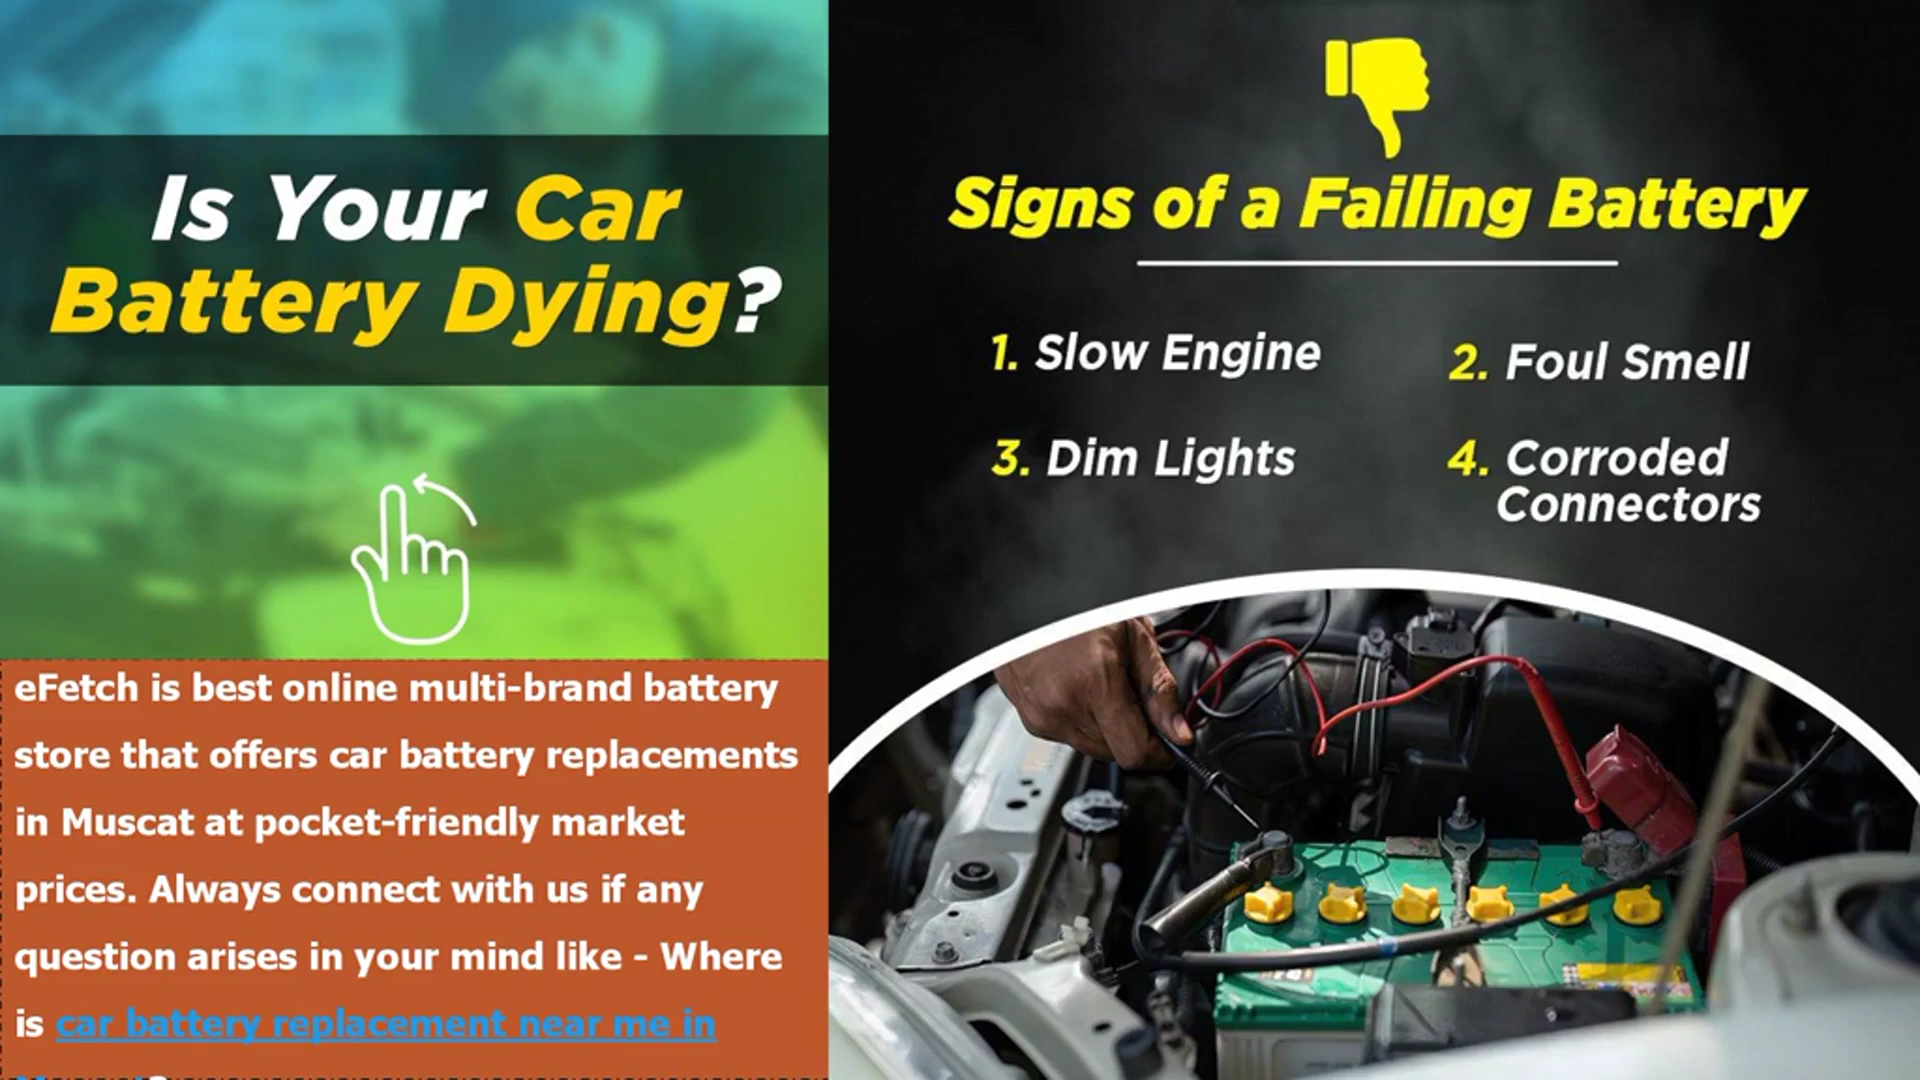 Is Your Car
Battery Dying?
eFetch is best online multi-brand battery
store that offers car battery replacements
in Muscat at pocket-friendly market
prices. Always connect with us if any
question arises in your mind like - Where
is car battery replacement near me in
Signs of a Failing Battery
1. Slow Engine
2. Foul Smell
3. Dim Lights
4. Corroded
Connectors